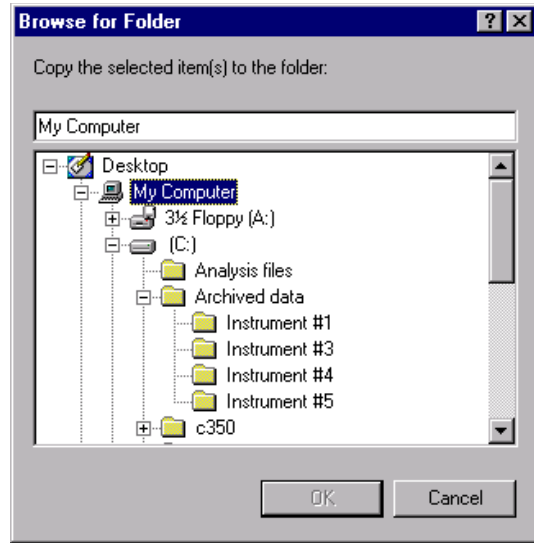 Browse for Folder
Copy the selected item(s) to the folder:
My Computer
Desktop
My Computer
3½ Floppy (A:)
(C:)
Analysis files
Archived data
Instrument #1
Instrument #3
Instrument #4
Instrument #5
c350
OK Cancel